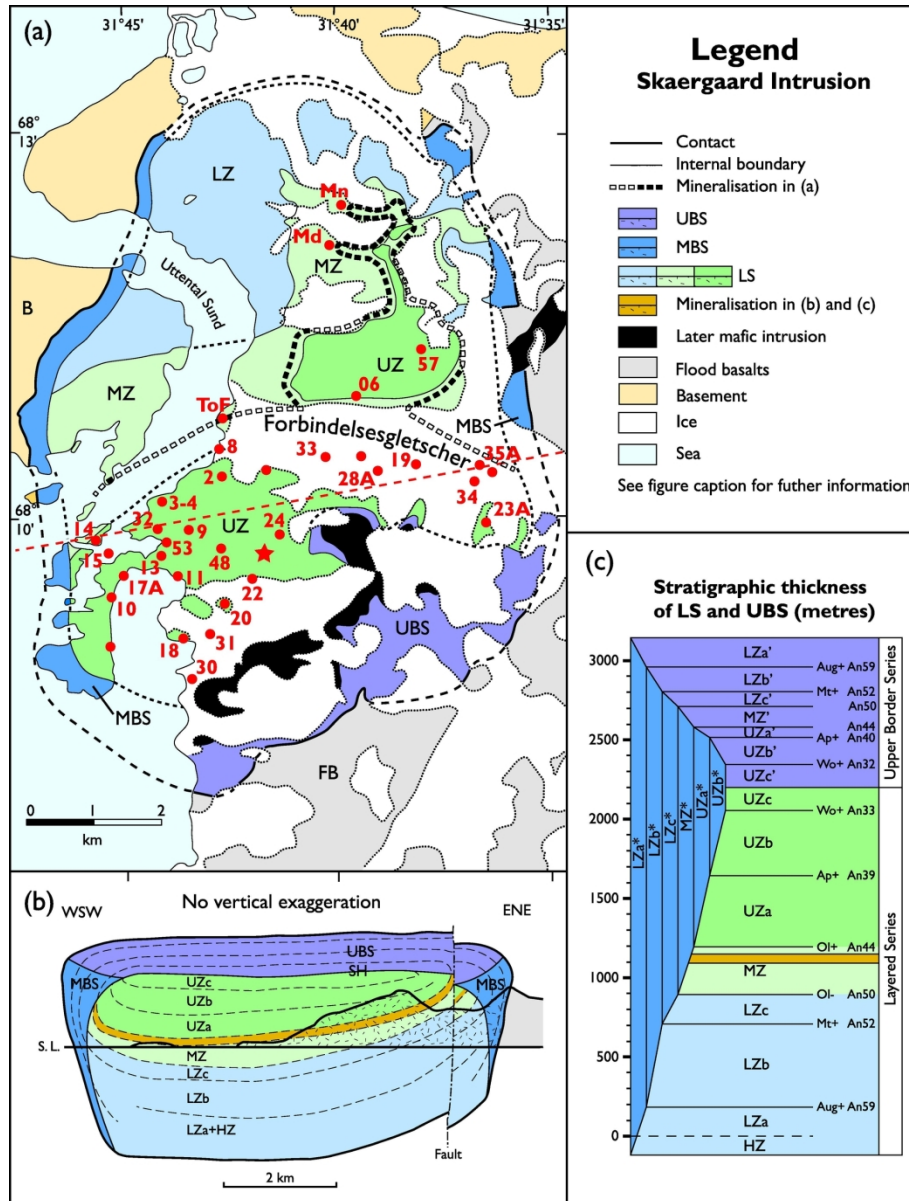 (a)
31°45'
31°40'
31°35'
68°
13'
LZ
Mn
Md
MZ
Uttental Sund
B
MZ
UZ
57
06
ToF
MBS
Forbindelsesgletscher
8
33
19
35A
2
28A
34
3-4
23A
68°
10'
32
9
UZ
24
14
53
48
15
13
11
22
17A
10
20
UBS
31
18
30
MBS
FB
0 1 2
km
Legend
Skaergaard Intrusion
Contact
Internal boundary
Mineralisation in (a)
UBS
MBS
LS
Mineralisation in (b) and (c)
Later mafic intrusion
Flood basalts
Basement
Ice
Sea
See figure caption for futher information
(b)
WSW
No vertical exaggeration
ENE
UBS
SH
MBS
UZc
MBS
UZb
UZa
S. L.
MZ
LZc
LZb
LZa+HZ
Fault
2 km
(c)
Stratigraphic thickness
of LS and UBS (metres)
3000
2500
2000
1500
1000
500
0
LZa*
LZb*
LZc*
MZ*
UZa*
UZb*
LZa'
Aug+ An59
LZb'
Mt+ An52
LZc'
An50
MZ'
An44
UZa'
Ap+ An40
UZb'
Wo+ An32
UZc'
UZc
Wo+ An33
UZb
Ap+ An39
UZa
Ol+ An44
MZ
Ol- An50
LZc
Mt+ An52
LZb
Aug+ An59
LZa
HZ
Upper Border Series
Layered Series